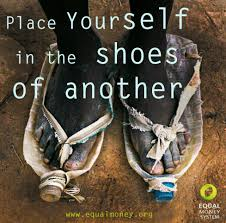 Place Yourself
in the shoes
of another
EQUAL
MONEY
SYSTEM
www.equalmoney.org